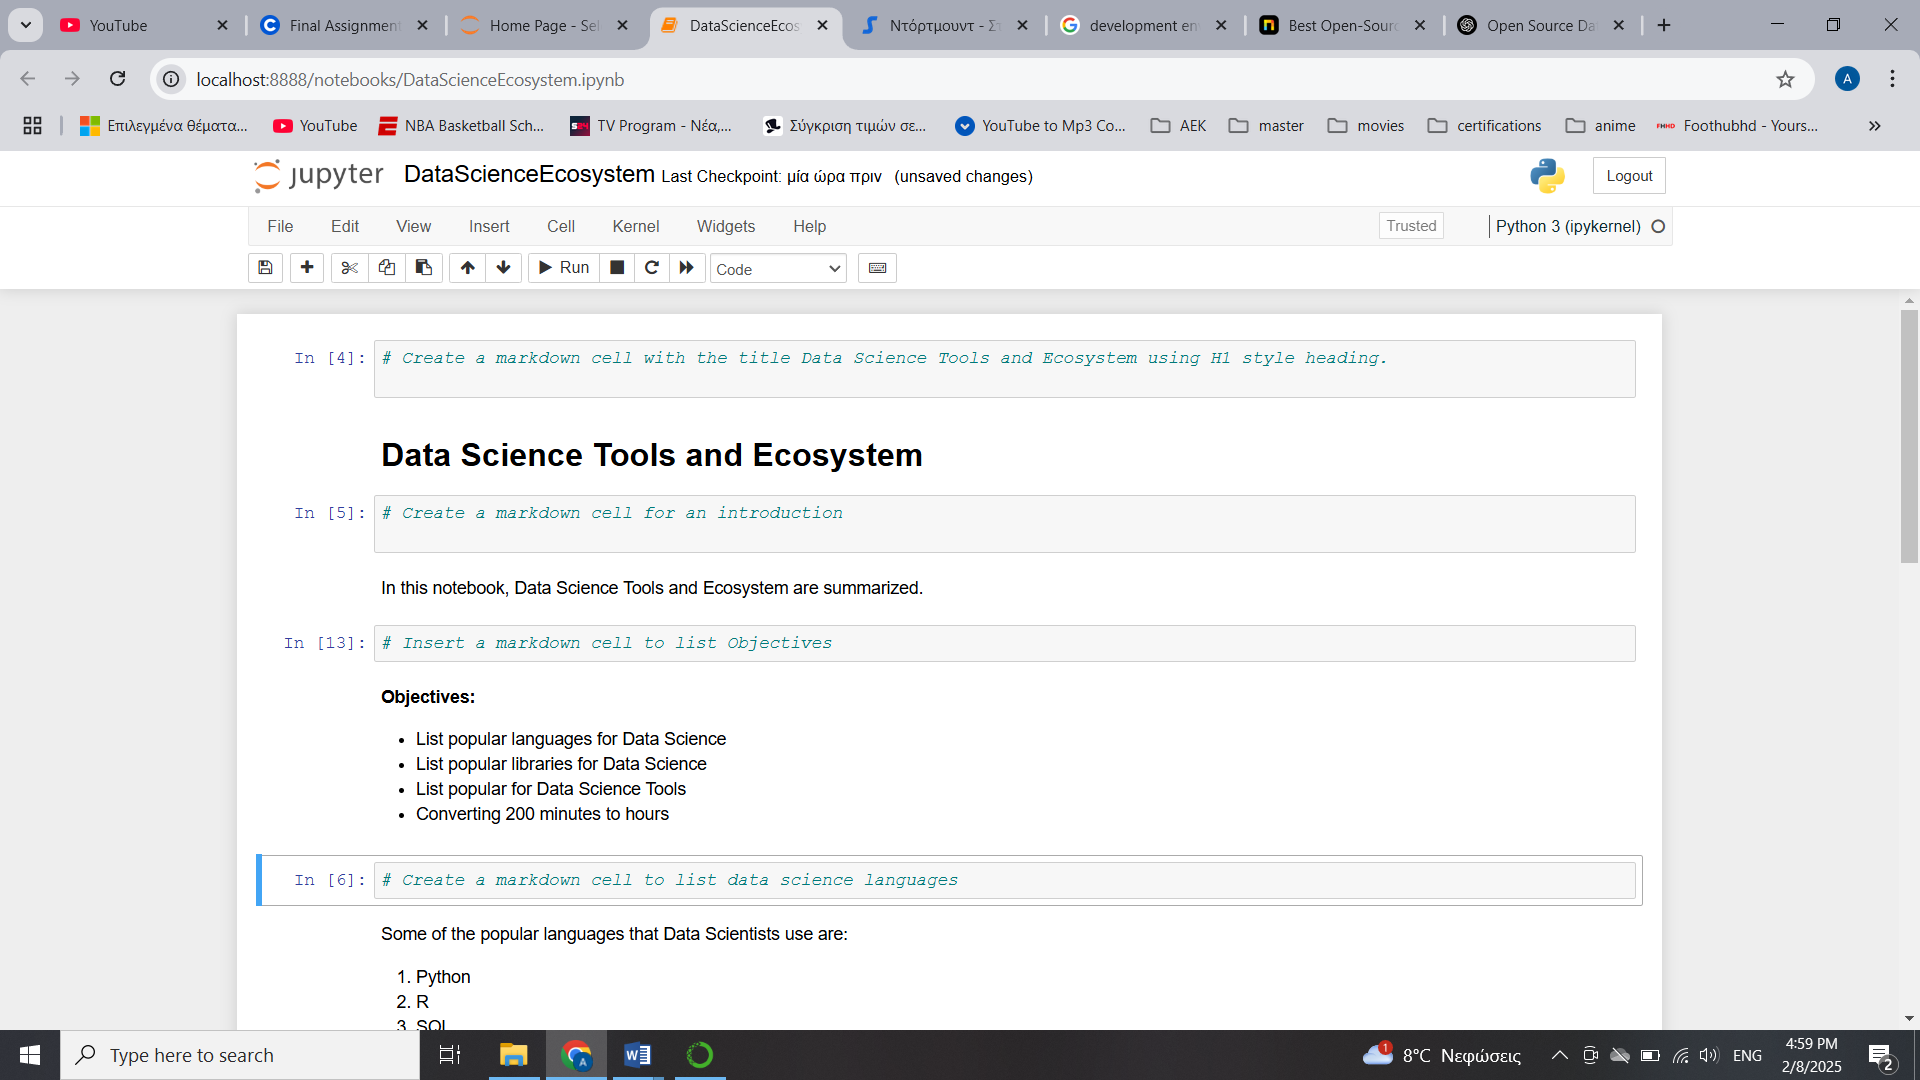 YouTube
Final Assignment
Home Page - Sel
DataScienceEcos
Ντόρτμουντ - Στ
development en
Best Open-Sourc
Open Source Da
localhost:8888/notebooks/DataScienceEcosystem.ipynb
A
Επιλεγμένα θέματα...
YouTube
NBA Basketball Sch...
TV Program - Νέα,...
Σύγκριση τιμών σε...
YouTube to Mp3 Co...
AEK
master
movies
certifications
anime
Foothubhd - Yours...
jupyter
DataScienceEcosystem Last Checkpoint: μία ώρα πριν (unsaved changes)
Logout
File Edit View Insert Cell Kernel Widgets Help
Trusted
Python 3 (ipykernel)
Run
Code
In [4]: # Create a markdown cell with the title Data Science Tools and Ecosystem using H1 style heading.
Data Science Tools and Ecosystem
In [5]: # Create a markdown cell for an introduction
In this notebook, Data Science Tools and Ecosystem are summarized.
In [13]: # Insert a markdown cell to list Objectives
Objectives:
• List popular languages for Data Science
• List popular libraries for Data Science
• List popular for Data Science Tools
• Converting 200 minutes to hours
In [6]: # Create a markdown cell to list data science languages
Some of the popular languages that Data Scientists use are:
1. Python
2. R
3. SQL
Type here to search
1
8°C Νεφώσεις
ENG
4:59 PM
2/8/2025
2